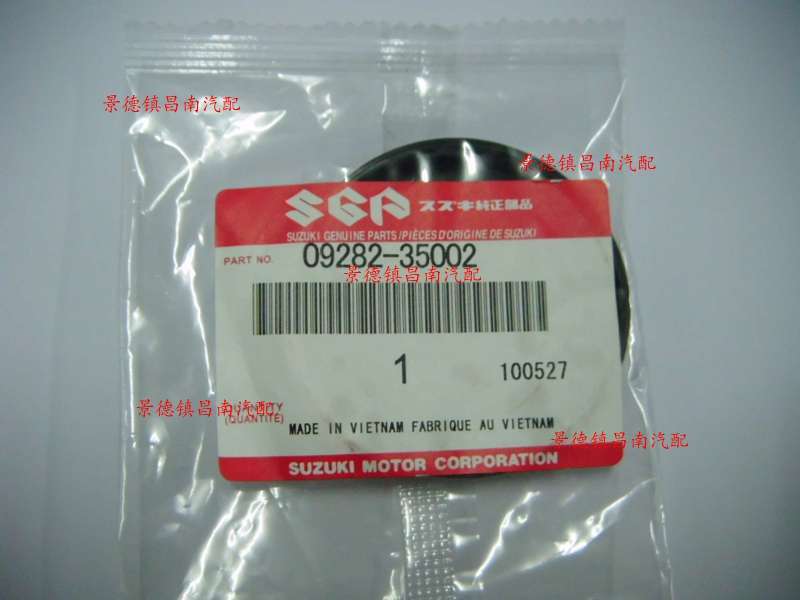 景德镇昌南汽配
景德镇昌南汽配
SGP スズキ純正部品
SUZUKI GENUINE PARTS/PIÈCES D'ORIGINE DE SUZUKI
PART NO. 09282-35002
景德镇昌南汽配
1 100527
景德镇昌南汽配
QUANTITY
(QUANTITÉ)
MADE IN VIETNAM FABRIQUE AU VIETNAM
景德镇昌南汽配
SUZUKI MOTOR CORPORATION